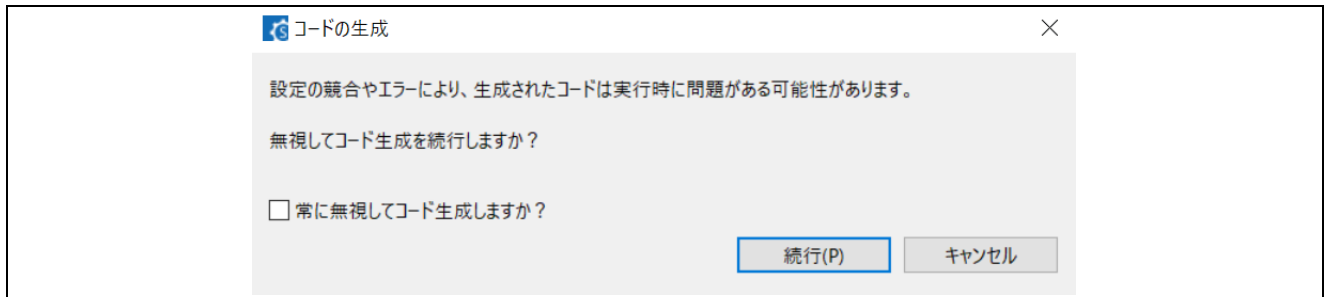 コードの生成
設定の競合やエラーにより、生成されたコードは実行時に問題がある可能性があります。
無視してコード生成を続行しますか？
常に無視してコード生成しますか？
続行(P) キャンセル